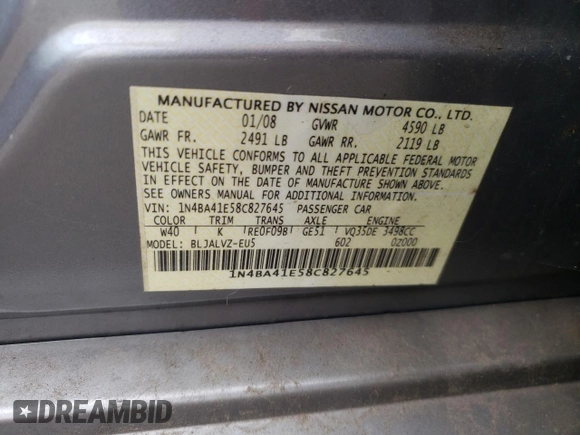 MANUFACTURED BY NISSAN MOTOR CO., LTD.
DATE 01/08 GVWR 4590 LB
GAWR FR. 2491 LB GAWR RR. 2119 LB
THIS VEHICLE CONFORMS TO ALL APPLICABLE FEDERAL MOTOR
VEHICLE SAFETY, BUMPER AND THEFT PREVENTION STANDARDS
IN EFFECT ON THE DATE OF MANUFACTURE SHOWN ABOVE.
SEE OWNERS MANUAL FOR ADDITIONAL INFORMATION.
VIN: 1N4BA41E58C827645 PASSENGER CAR
COLOR TRIM TRANS AXLE ENGINE
W40 K RE0F09B GE51 VQ35DE 3498CC
MODEL: BLJALVZ-EU5 602 0Z000
1N4BA41E58C827645
DREAMBID